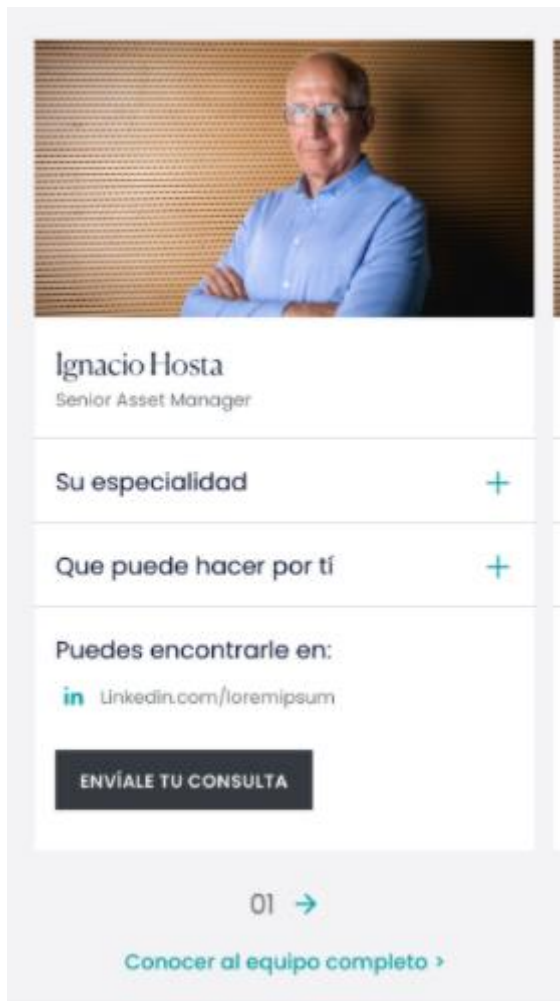 Ignacio Hosta
Senior Asset Manager
Su especialidad
Que puede hacer por tí
Puedes encontrarle en:
in Linkedin.com/loremipsum
ENVÍALE TU CONSULTA
01 →
Conocer al equipo completo >